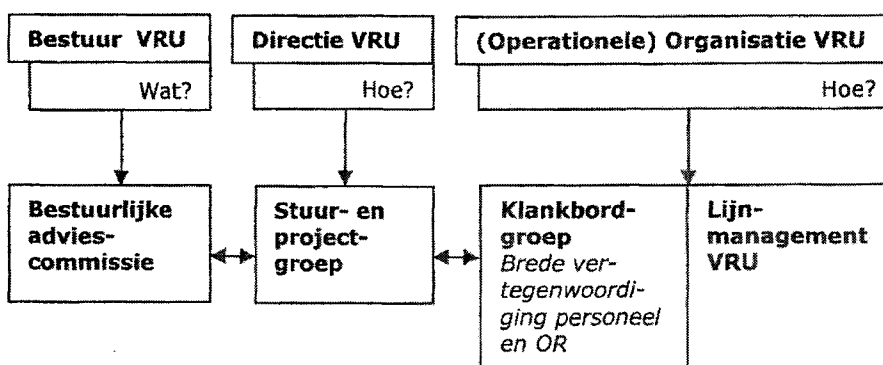 Bestuur VRU
Wat?
Directie VRU
Hoe?
(Operationele) Organisatie VRU
Hoe?
Bestuurlijke
advies-
commissie
Stuur- en
project-
groep
Klankbord-
groep
Brede ver-
tegenwoordi-
ging personeel
en OR
Lijn-
management
VRU